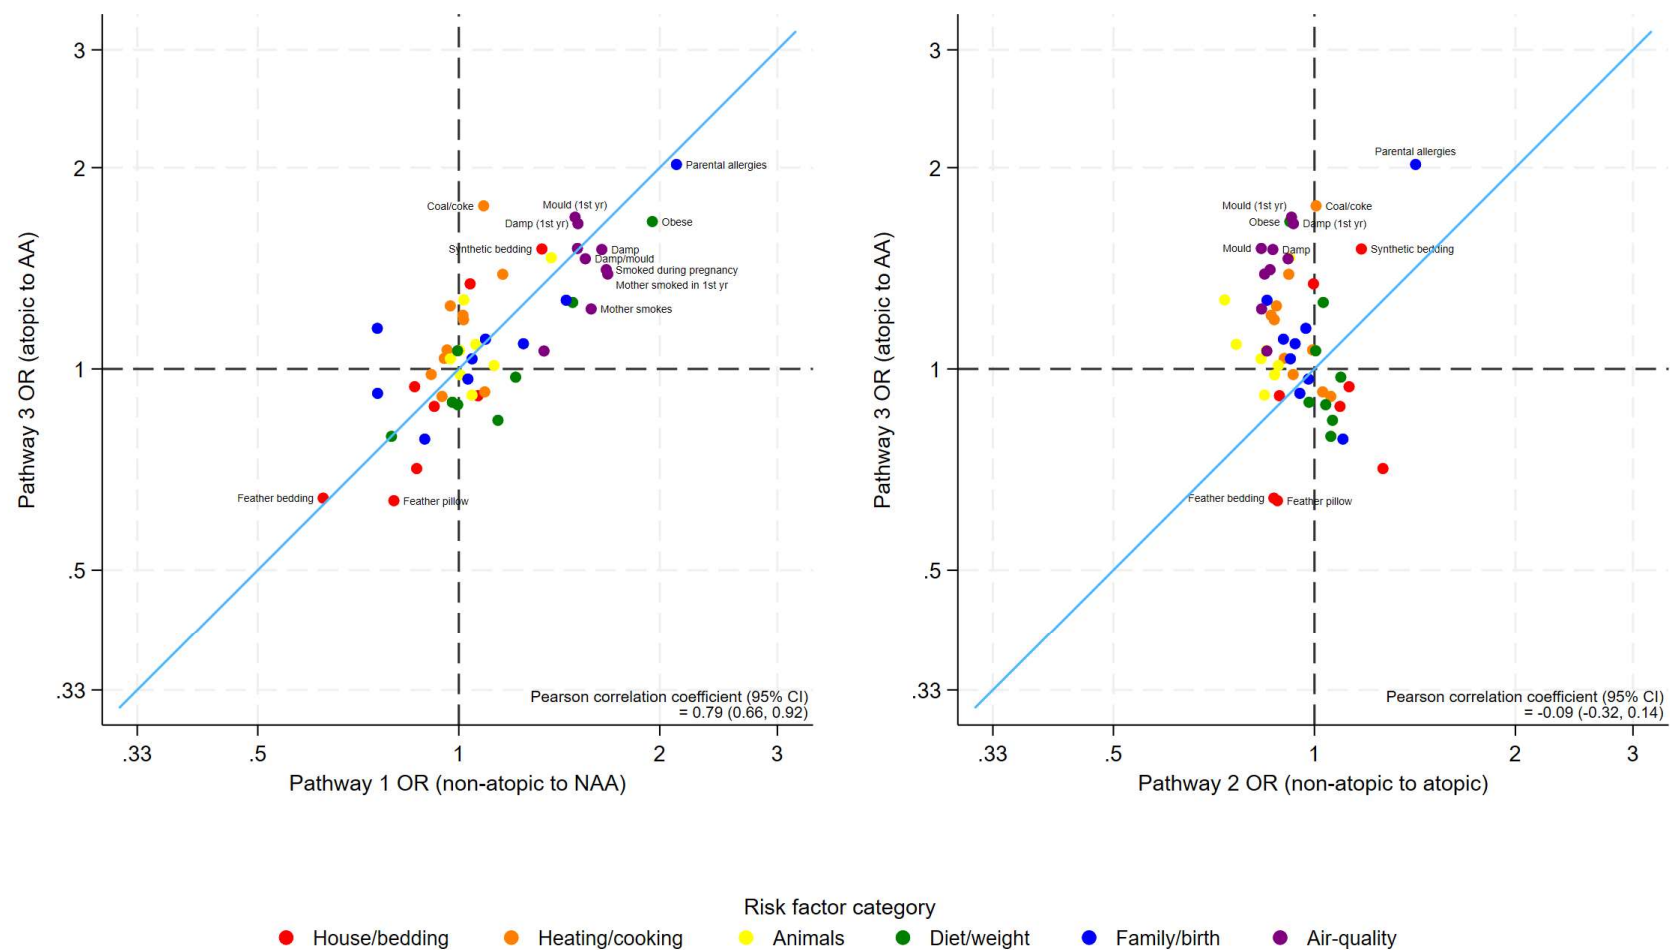 Pathway 3 OR (atopic to AA)
3
2
1
.5
.33
Parental allergies
Coal/coke
Mould (1st yr)
Damp (1st yr)
Obese
Synthetic bedding
Damp
Damp/mould
Smoked during pregnancy
Mother smoked in 1st yr
Mother smokes
Feather bedding
Feather pillow
Pearson correlation coefficient (95% CI)
= 0.79 (0.66, 0.92)
.33
.5
1
2
3
Pathway 1 OR (non-atopic to NAA)
Pathway 3 OR (atopic to AA)
3
2
1
.5
.33
Parental allergies
Mould (1st yr)
Coal/coke
Obese
Damp (1st yr)
Mould
Damp
Synthetic bedding
Feather bedding
Feather pillow
Pearson correlation coefficient (95% CI)
= -0.09 (-0.32, 0.14)
.33
.5
1
2
3
Pathway 2 OR (non-atopic to atopic)
Risk factor category
House/bedding
Heating/cooking
Animals
Diet/weight
Family/birth
Air-quality